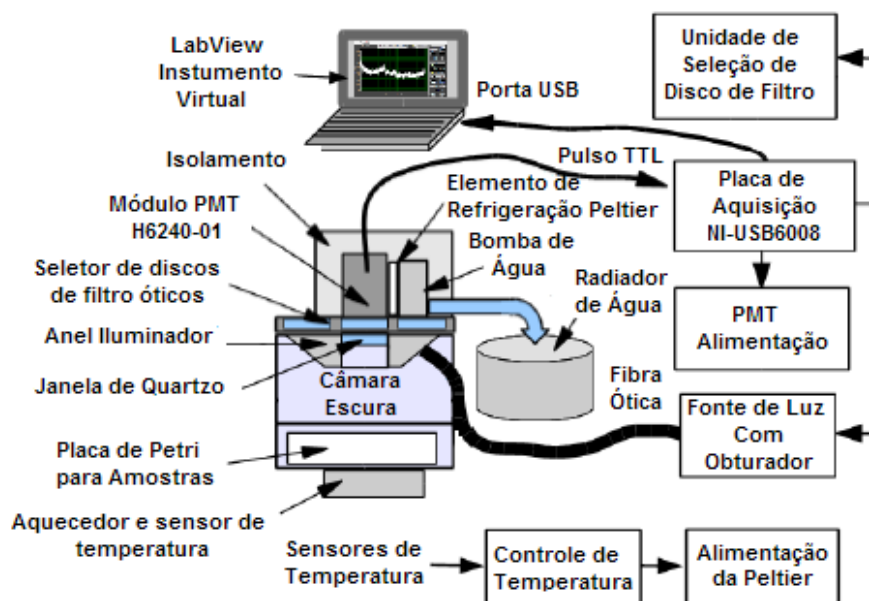 LabView
Instumento
Virtual
Porta USB
Unidade de
Seleção de
Disco de Filtro
Isolamento
Pulso TTL
Elemento de
Refrigeração Peltier
Placa de
Aquisição
NI-USB6008
Módulo PMT
H6240-01
Bomba de
Água
Seletor de discos
de filtro óticos
Radiador
de Água
Anel Iluminador
PMT
Alimentação
Janela de Quartzo
Câmara
Escura
Fibra
Ótica
Fonte de Luz
Com
Obturador
Placa de Petri
para Amostras
Aquecedor e sensor de
temperatura
Sensores de
Temperatura
Controle de
Temperatura
Alimentação
da Peltier